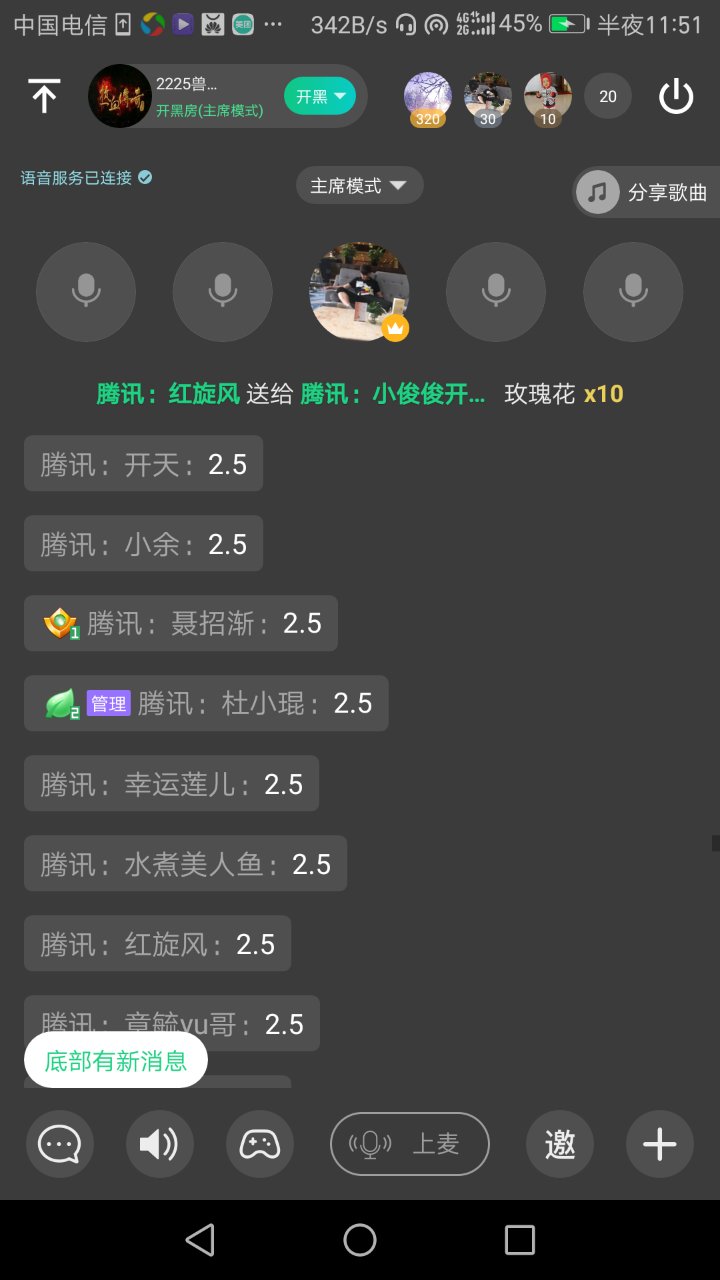 中国电信 美团 ··· 342B/s 4G 2G 45% 半夜11:51
2225兽...
开黑房(主席模式)
开黑
320
30
10
20
语音服务已连接
主席模式
分享歌曲
腾讯：红旋风 送给 腾讯：小俊俊开... 玫瑰花 x10
腾讯：开天：2.5
腾讯：小余：2.5
1 腾讯：聂招渐：2.5
2 管理 腾讯：杜小琨：2.5
腾讯：幸运莲儿：2.5
腾讯：水煮美人鱼：2.5
腾讯：红旋风：2.5
腾讯：章毓yu哥：2.5
底部有新消息
上麦
邀